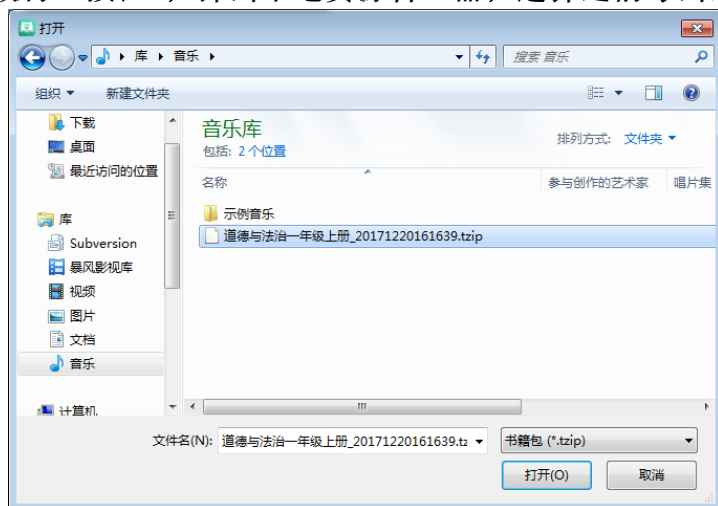 打开
库 音乐
搜索 音乐
组织 新建文件夹
下载
桌面
最近访问的位置
库
Subversion
暴风影视库
视频
图片
文档
音乐
计算机
音乐库
包括: 2 个位置
排列方式: 文件夹
名称 参与创作的艺术家 唱片集
示例音乐
道德与法治一年级上册_20171220161639.tzip
文件名(N): 道德与法治一年级上册_20171220161639.tz
书籍包 (*.tzip)
打开(O) 取消